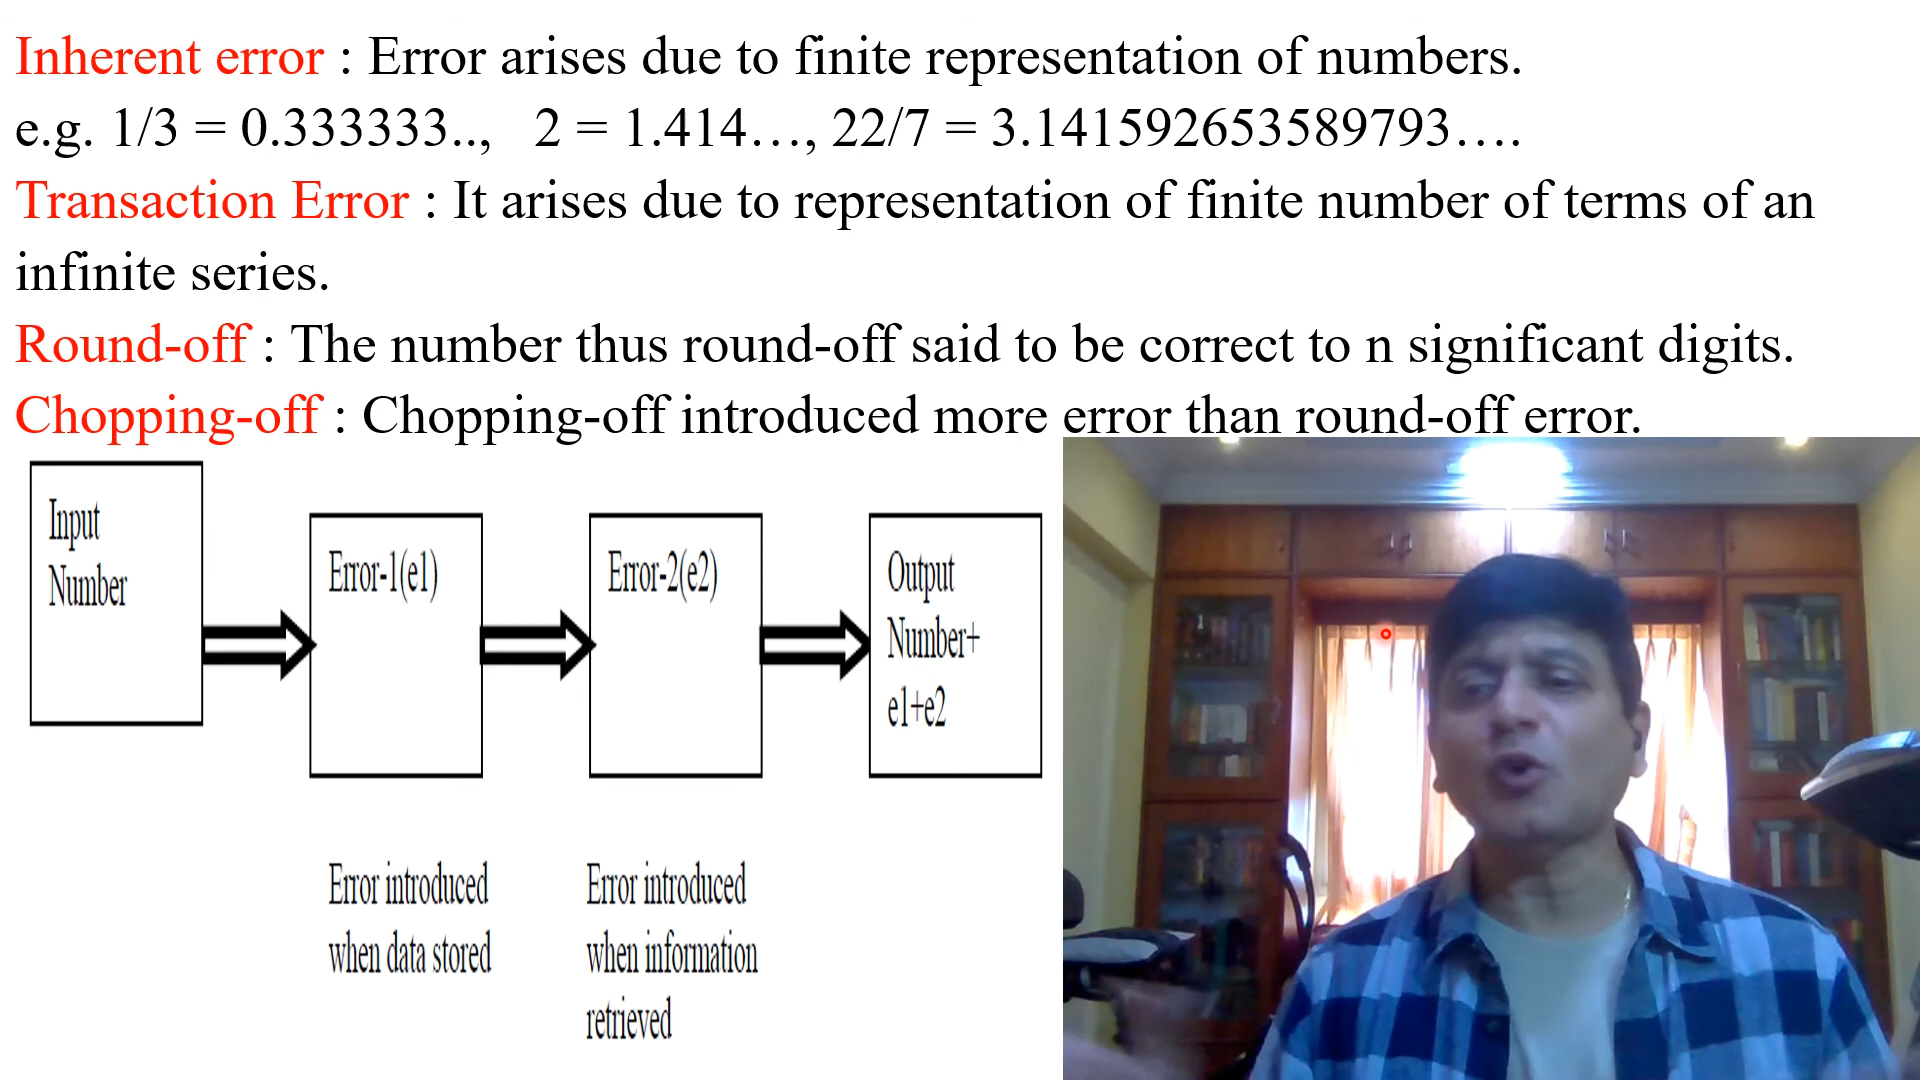 Inherent error : Error arises due to finite representation of numbers.
e.g. 1/3 = 0.333333.., 2 = 1.414…, 22/7 = 3.141592653589793….
Transaction Error : It arises due to representation of finite number of terms of an
infinite series.
Round-off : The number thus round-off said to be correct to n significant digits.
Chopping-off : Chopping-off introduced more error than round-off error.
Input
Number
Error-1(e1)
Error-2(e2)
Output
Number+
e1+e2
Error introduced
when data stored
Error introduced
when information
retrieved